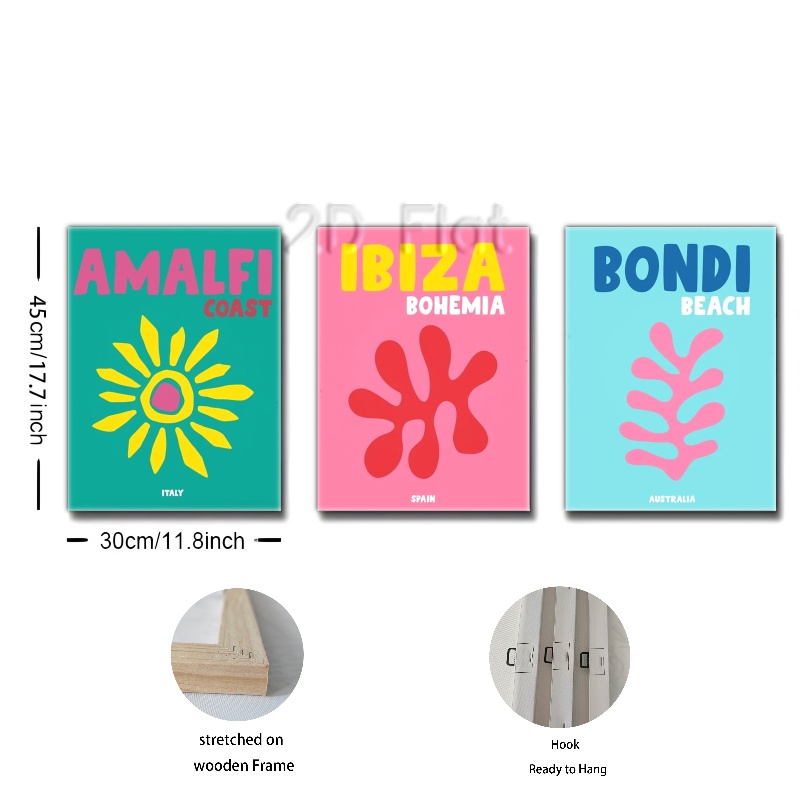 2D Flat
AMALFI
COAST
ITALY
IBIZA
BOHEMIA
SPAIN
BONDI
BEACH
AUSTRALIA
45cm/17.7inch
30cm/11.8inch
stretched on
wooden Frame
Hook
Ready to Hang